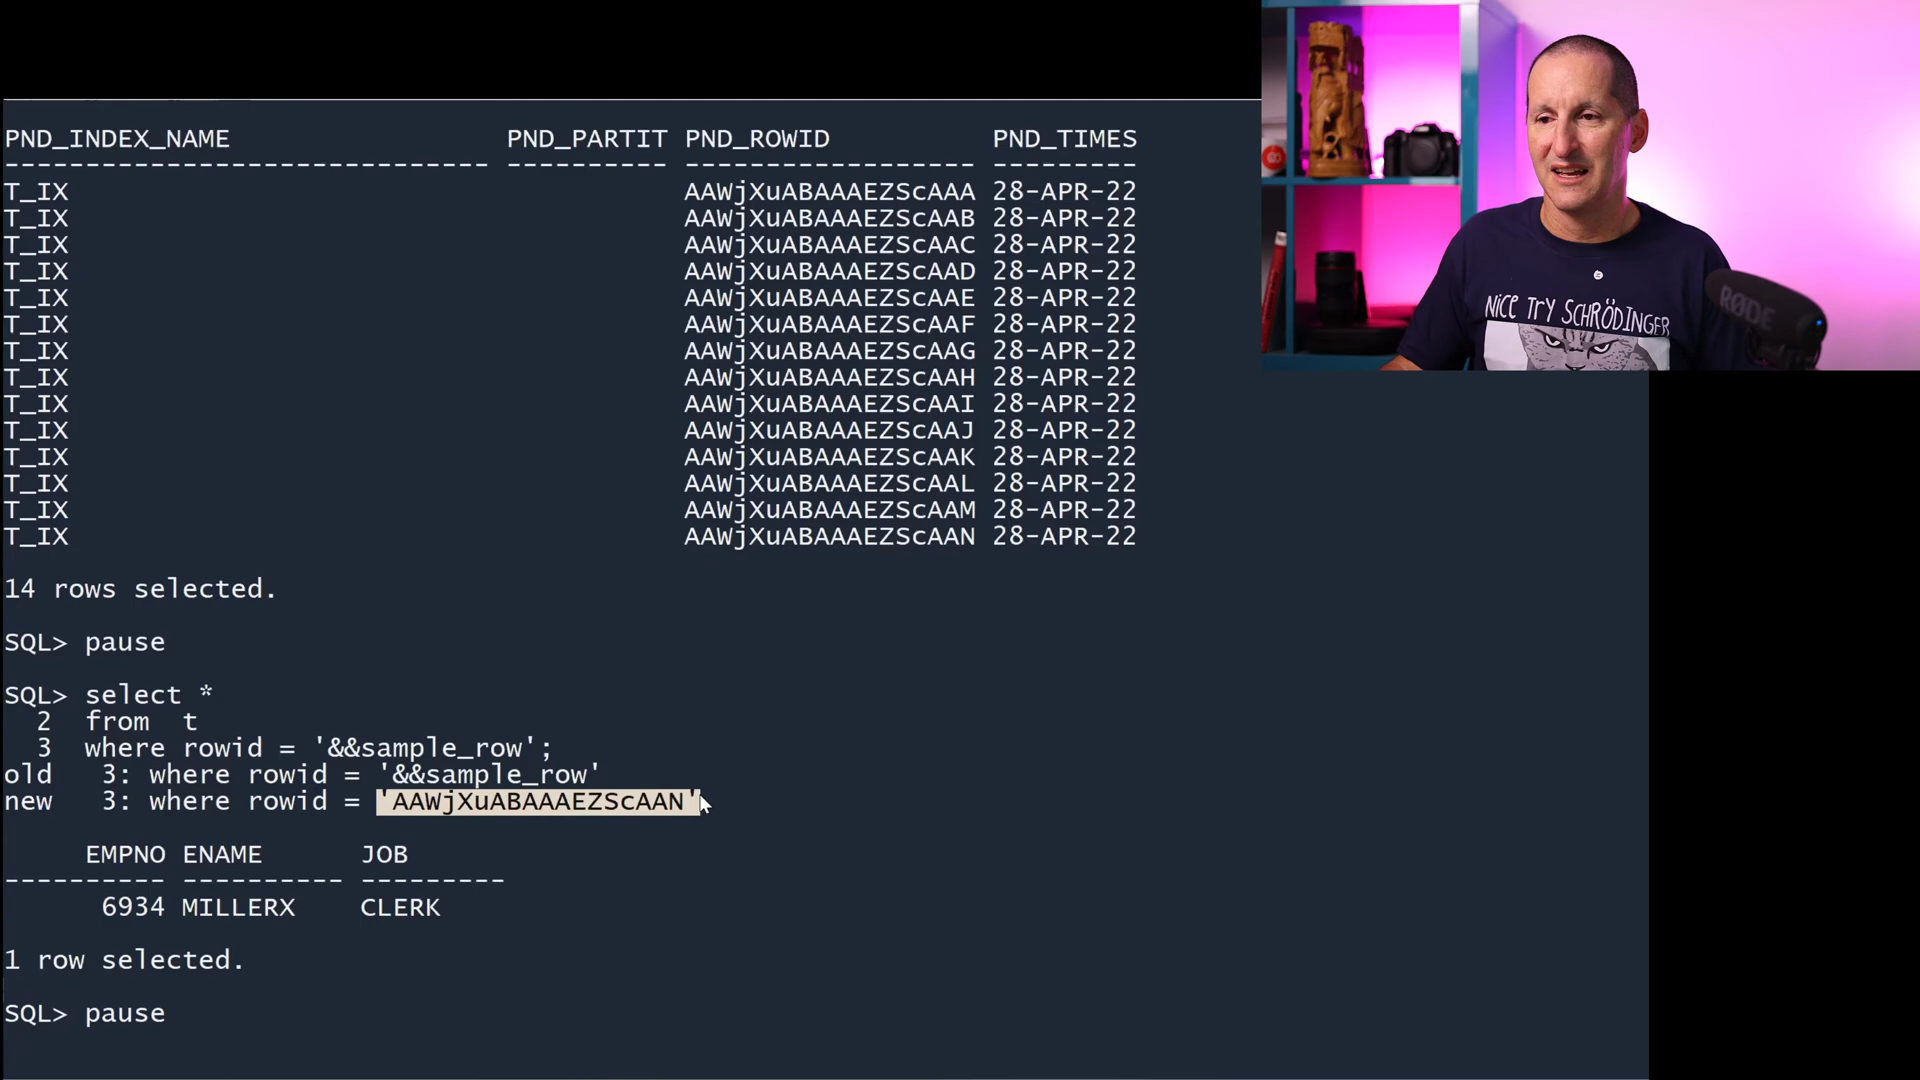 PND_INDEX_NAME PND_PARTIT PND_ROWID PND_TIMES
------------------------------ ---------- ------------------ ---------
T_IX AAWjXuABAAAEZScAAA 28-APR-22
T_IX AAWjXuABAAAEZScAAB 28-APR-22
T_IX AAWjXuABAAAEZScAAC 28-APR-22
T_IX AAWjXuABAAAEZScAAD 28-APR-22
T_IX AAWjXuABAAAEZScAAE 28-APR-22
T_IX AAWjXuABAAAEZScAAF 28-APR-22
T_IX AAWjXuABAAAEZScAAG 28-APR-22
T_IX AAWjXuABAAAEZScAAH 28-APR-22
T_IX AAWjXuABAAAEZScAAI 28-APR-22
T_IX AAWjXuABAAAEZScAAJ 28-APR-22
T_IX AAWjXuABAAAEZScAAK 28-APR-22
T_IX AAWjXuABAAAEZScAAL 28-APR-22
T_IX AAWjXuABAAAEZScAAM 28-APR-22
T_IX AAWjXuABAAAEZScAAN 28-APR-22
14 rows selected.
SQL> pause
SQL> select *
2 from t
3 where rowid = '&&sample_row';
old 3: where rowid = '&&sample_row'
new 3: where rowid = 'AAWjXuABAAAEZScAAN'
EMPNO ENAME JOB
---------- ---------- ---------
6934 MILLERX CLERK
1 row selected.
SQL> pause
NICE TRY SCHRÖDINGER
RØDE